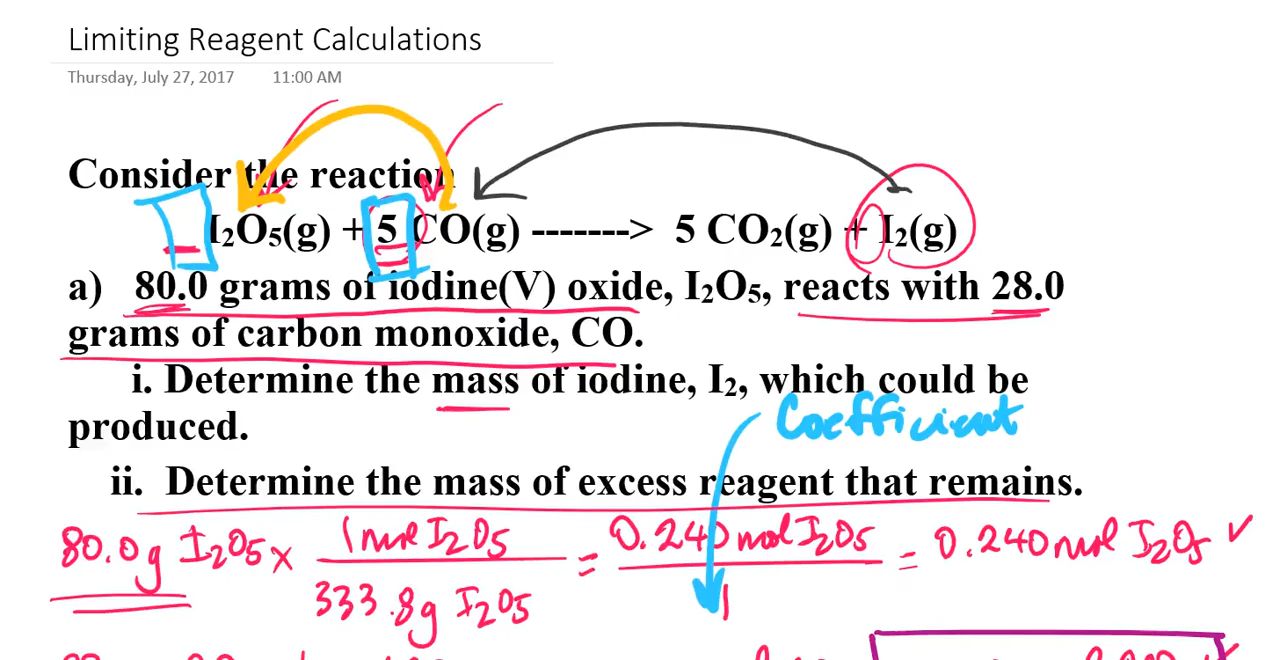 Limiting Reagent Calculations
Thursday, July 27, 2017 11:00 AM
Consider the reaction
I₂O₅(g) + 5 CO(g) -------> 5 CO₂(g) + I₂(g)
a) 80.0 grams of iodine(V) oxide, I₂O₅, reacts with 28.0
grams of carbon monoxide, CO.
i. Determine the mass of iodine, I₂, which could be
produced.
Coefficient
ii. Determine the mass of excess reagent that remains.
80.0g I₂O₅ x 1 mol I₂O₅ / 333.8g I₂O₅ = 0.240 mol I₂O₅ / 1 = 0.240 mol I₂O₅ ✓